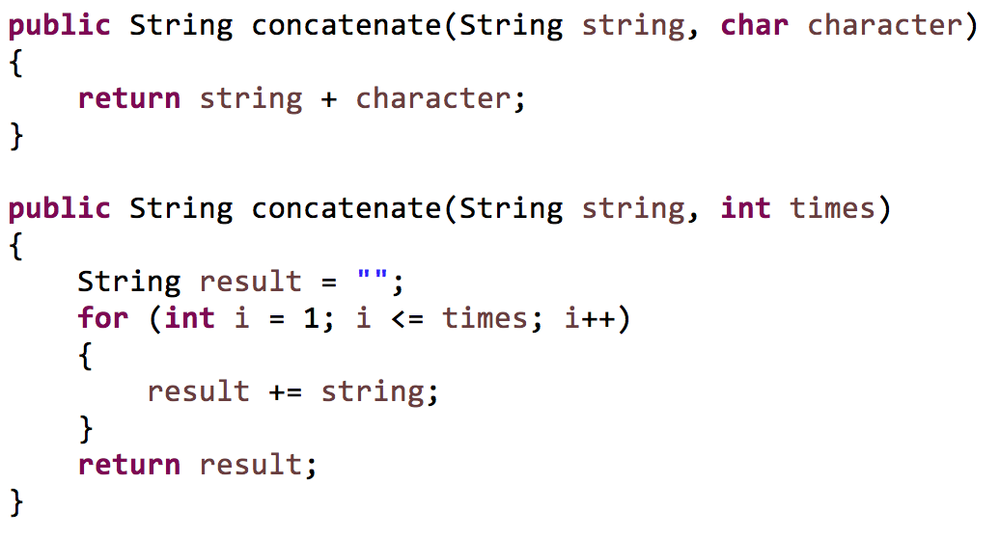 public String concatenate(String string, char character)
{
    return string + character;
}

public String concatenate(String string, int times)
{
    String result = "";
    for (int i = 1; i <= times; i++)
    {
        result += string;
    }
    return result;
}